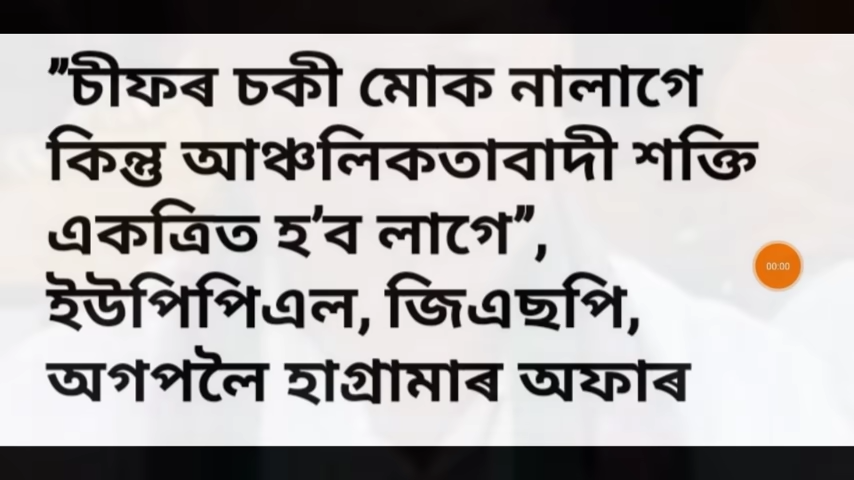 "চীফৰ চকী মোক নালাগে
কিন্তু আঞ্চলিকতাবাদী শক্তি
একত্ৰিত হ'ব লাগে",
ইউপিপিএল, জিএছপি,
অগপলৈ হাগ্ৰামাৰ অফাৰ
00:00